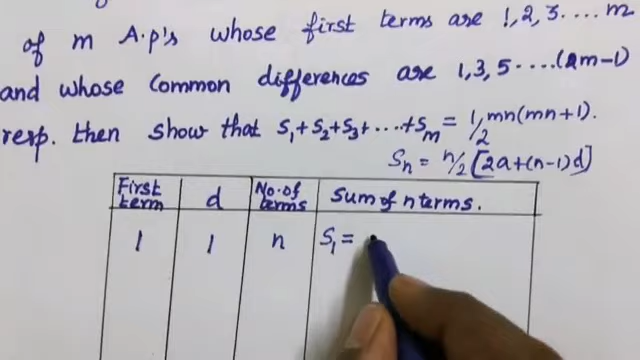 of m A.p's whose first terms are 1,2,3....m
and whose Common differences are 1,3,5....(2m-1)
resp. then show that S₁+S₂+S₃+...+Sₘ = 1/2 mn(mn+1).
Sₙ = n/2 [2a+(n-1)d]
First term d No.of terms Sum of n terms.
1 1 n S₁ =